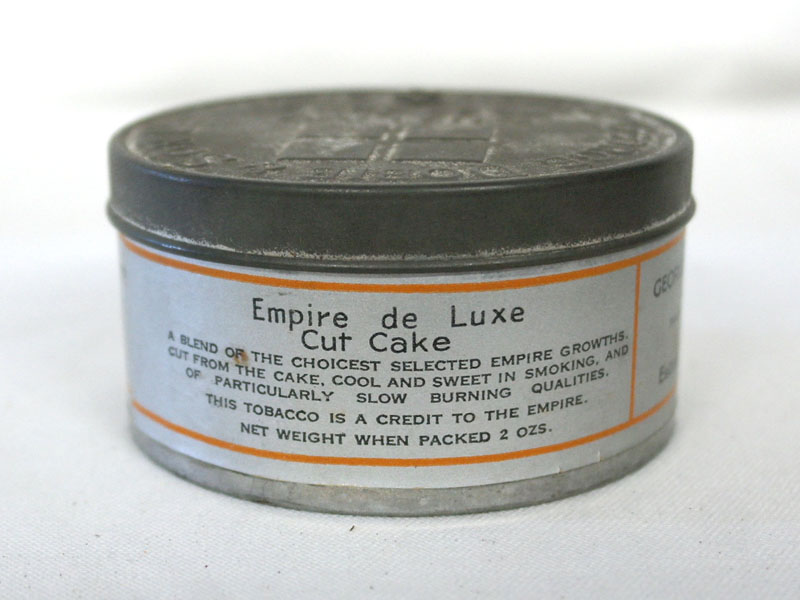 Empire de Luxe
Cut Cake
A BLEND OF THE CHOICEST SELECTED EMPIRE GROWTHS.
CUT FROM THE CAKE, COOL AND SWEET IN SMOKING, AND
OF PARTICULARLY SLOW BURNING QUALITIES.
THIS TOBACCO IS A CREDIT TO THE EMPIRE.
NET WEIGHT WHEN PACKED 2 OZS.